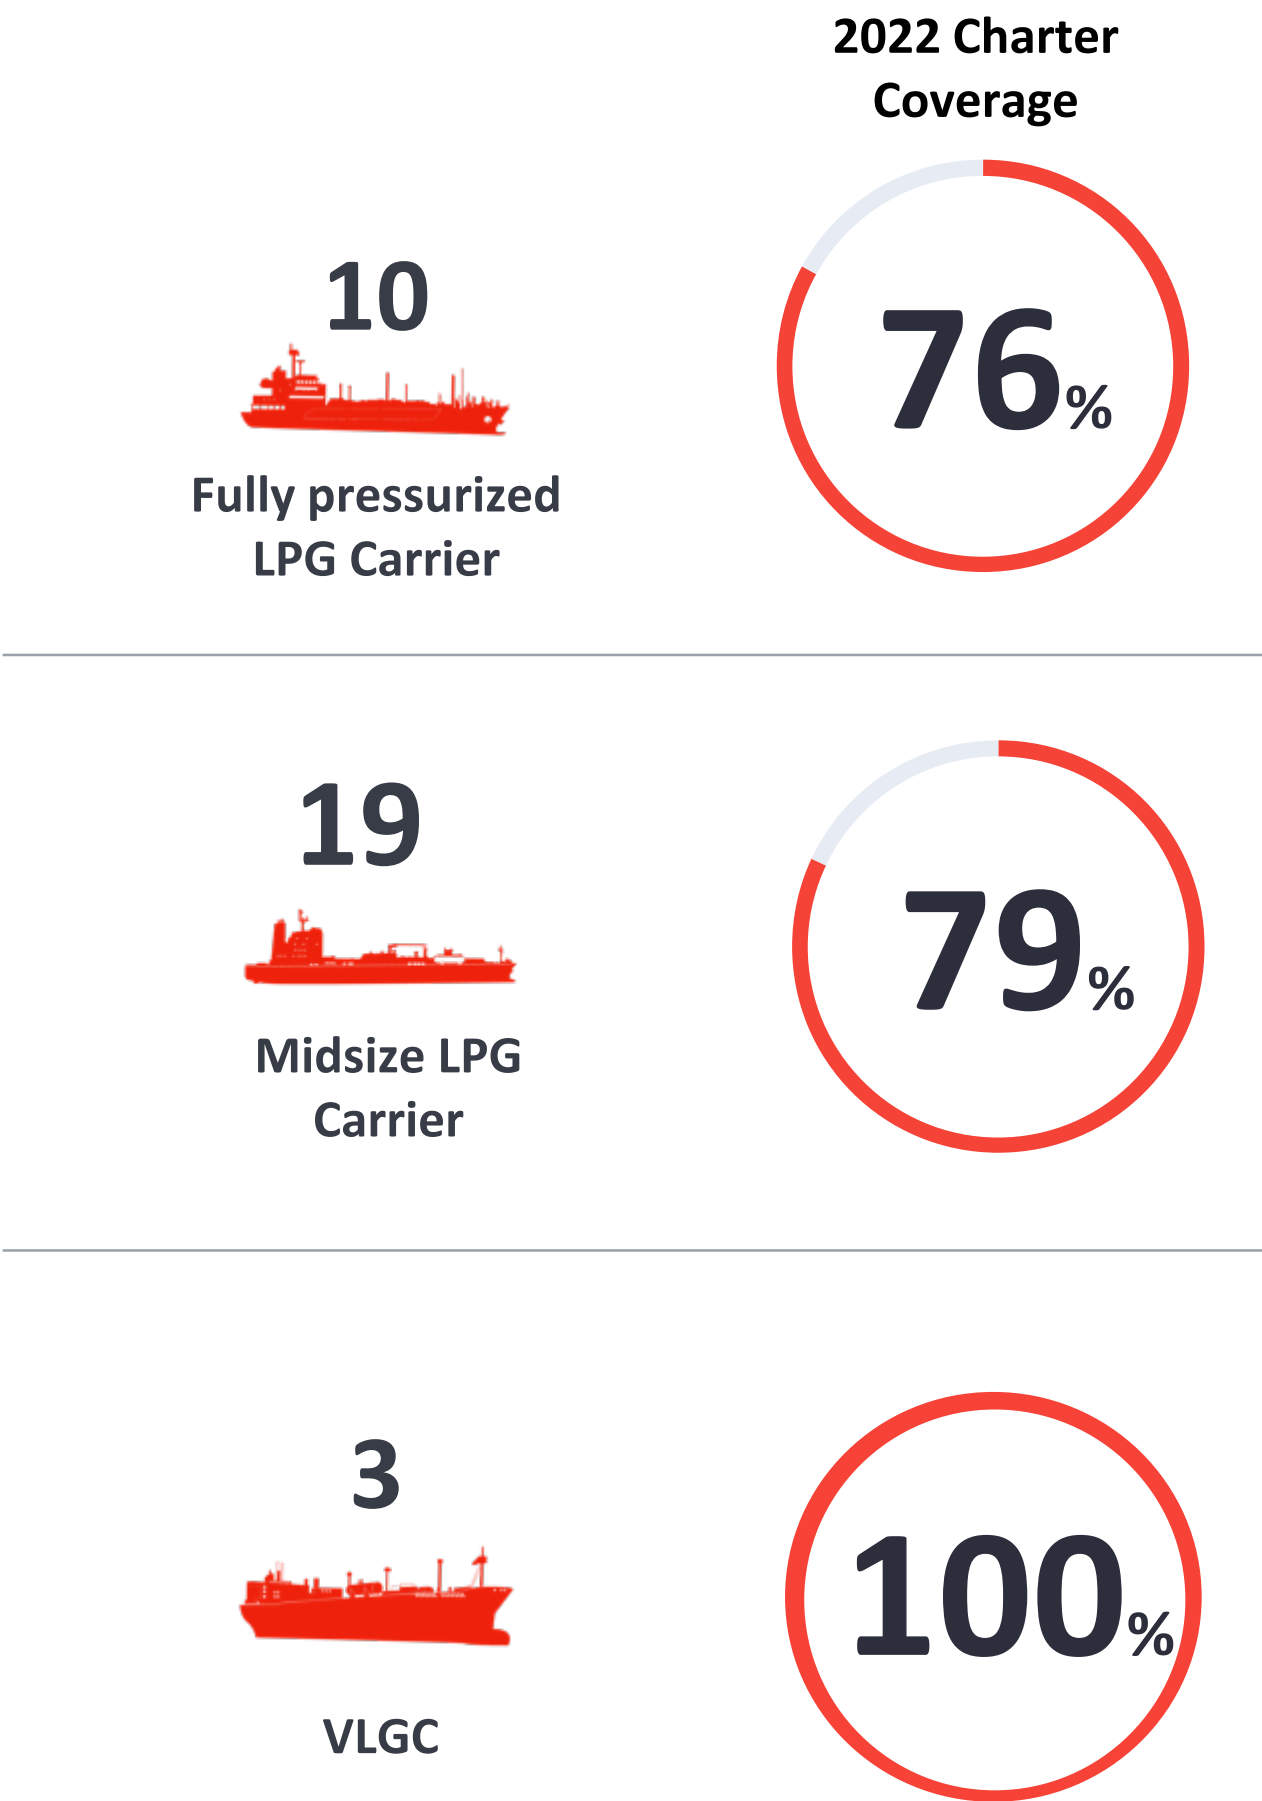 2022 Charter
Coverage
10
76%
Fully pressurized
LPG Carrier
19
79%
Midsize LPG
Carrier
3
100%
VLGC